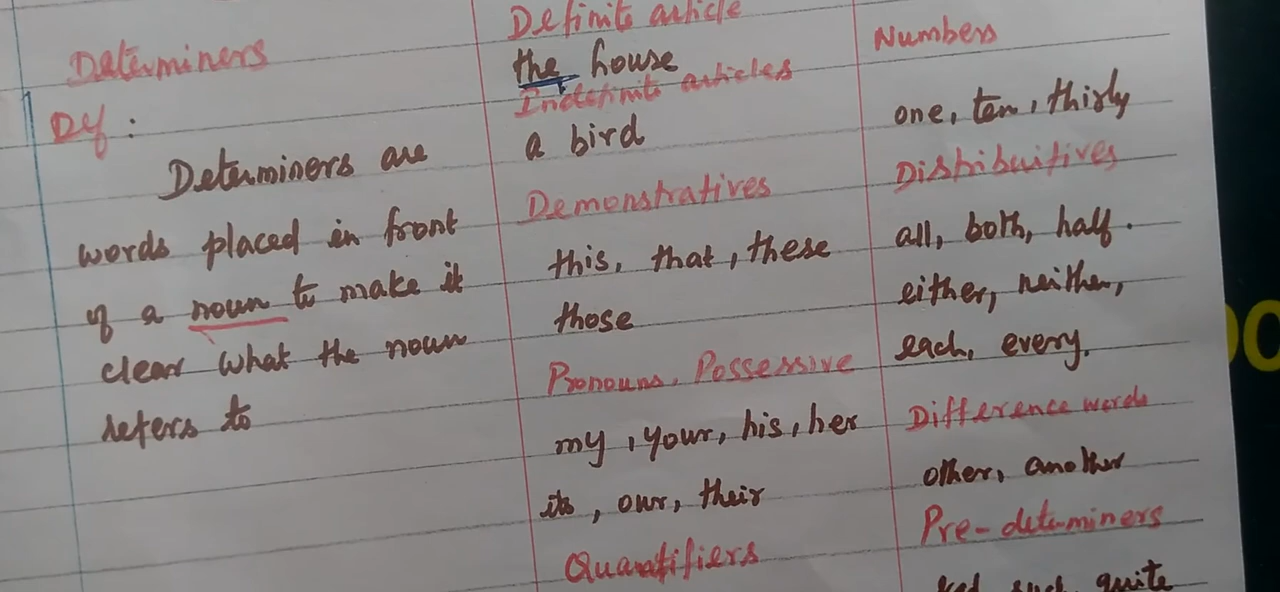 Determiners
Def :
Determiners are
words placed in front
of a noun to make it
clear what the noun
refers to
Definite article
the house
Indefinite articles
a bird
Demonstratives
this, that, these
those
Pronouns, Possessive
my, your, his, her
its, our, their
Quantifiers
Numbers
one, ten, thirty
Distribuitives
all, both, half.
either, neither,
each, every.
Difference words
other, another
Pre-determiners
such, quite